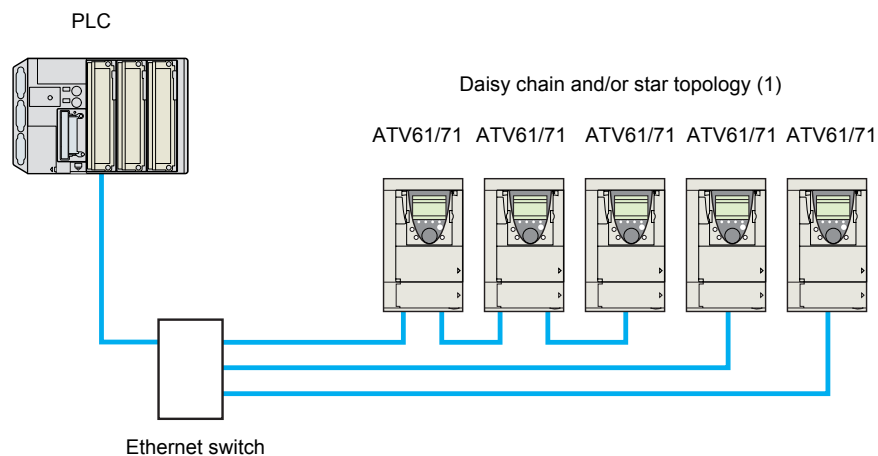 PLC
Daisy chain and/or star topology (1)
ATV61/71 ATV61/71 ATV61/71 ATV61/71 ATV61/71
Ethernet switch